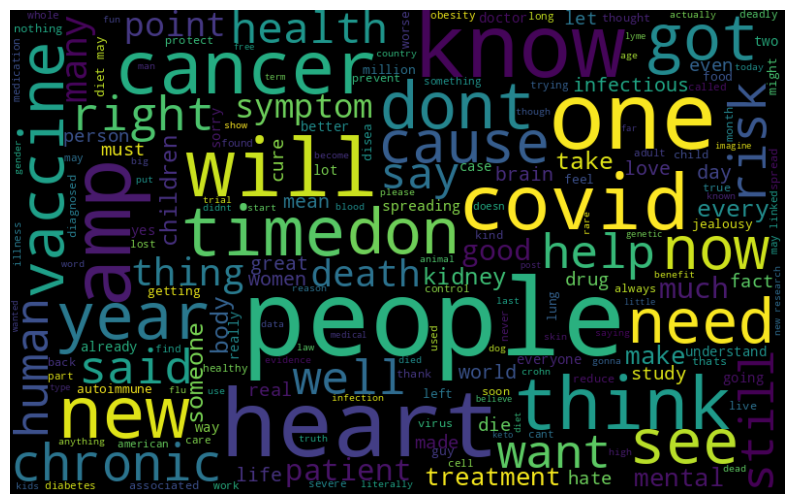 people
heart
covid
one
will
know
cancer
new
think
need
timedon
year
vaccine
amp
dont
now
got
see
said
well
cause
chronic
help
risk
human
health
right
want
still
say
thing
many
point
symptom
death
kidney
good
much
every
make
take
treatment
patient
mental
study
infectious
children
someone
body
world
die
hate
life
real
great
women
mean
cure
lot
must
person
brain
love
day
fact
drug
case
let
even
two
doctor
long
obesity
deadly
actually
thought
lyme
age
today
food
called
might
month
true
spread
may linked
jealousy
imagine
child
adult
feel
far
though
trying
something
prevent
million
country
term
free
man
fun
whole
nothing
medication
diet may
protect
worse
sorry
show
found
better
disea
spreading
become
trial
please
start
didnt
blood
doesn
rare
known
kind
genetic
always
benefit
new research
little
post
animal
control
last
reason
data
law
medical
used
dog
never
lung
skin
saying
everyone
gonna
understand
thats
going
live
reduce
soon
believe
crohn
diet
keto
cant
high
dead
cell
guy
made
virus
left
thank
died
evidence
healthy
infection
truth
severe
literally
really
use
way
care
work
associated
american
flu
find
already
getting
back
part
type
autoimmune
anything
kids
diabetes
wanted
illness
gender
may
diagnosed
yes
lost
big
put
word